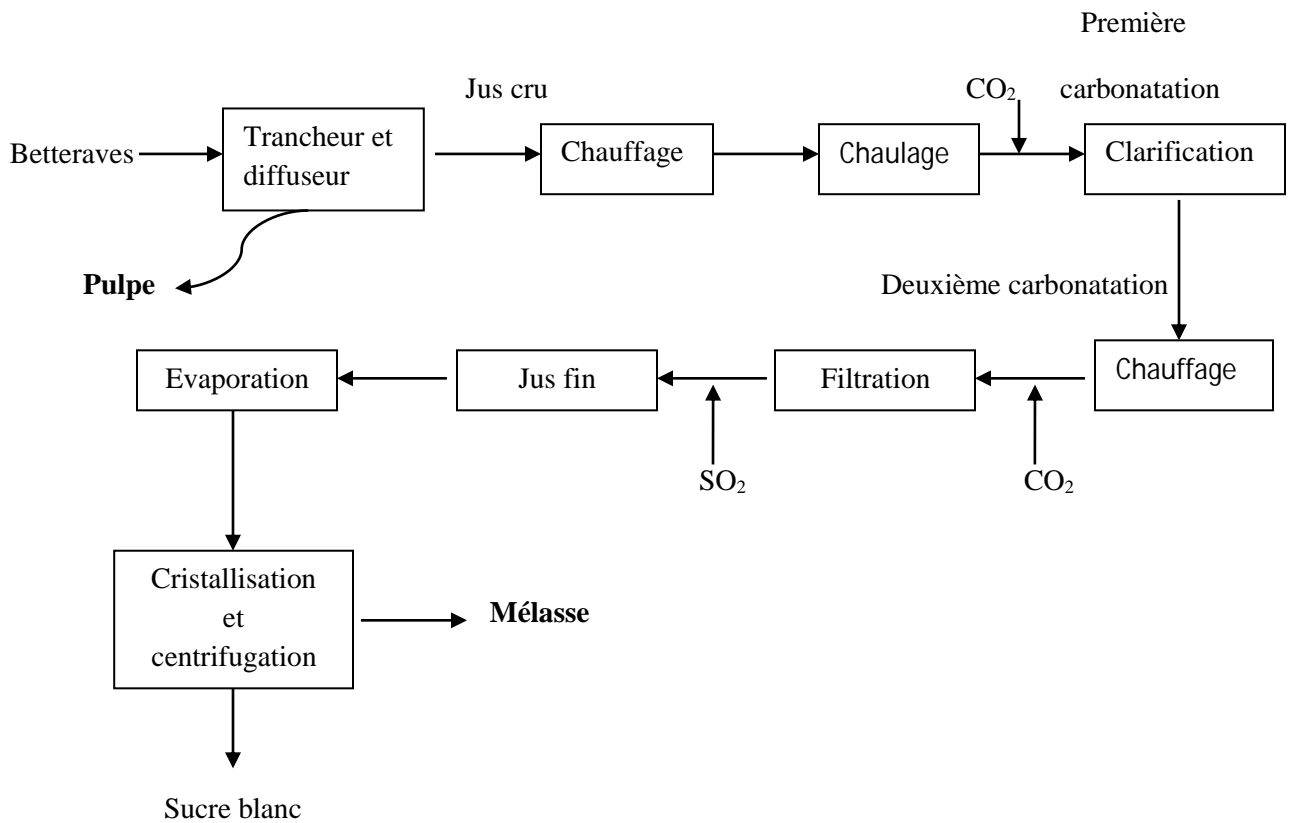 Première
Jus cru
CO₂
carbonatation
Betteraves
Trancheur et
diffuseur
Chauffage
Chaulage
Clarification
Pulpe
Deuxième carbonatation
Evaporation
Jus fin
Filtration
Chauffage
SO₂
CO₂
Cristallisation
et
centrifugation
Mélasse
Sucre blanc